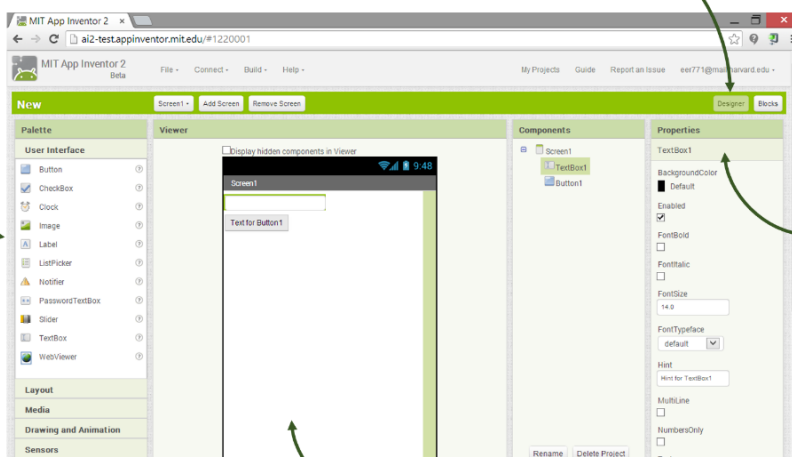 MIT App Inventor 2
ai2-test.appinventor.mit.edu/#1220001
MIT App Inventor 2
Beta
File
Connect
Build
Help
My Projects
Guide
Report an Issue
New
Screen1
Add Screen
Remove Screen
Designer
Blocks
Palette
Viewer
Components
Properties
User Interface
Button
CheckBox
Clock
Image
Label
ListPicker
Notifier
PasswordTextBox
Slider
TextBox
WebViewer
Layout
Media
Drawing and Animation
Sensors
Display hidden components in Viewer
9:48
Screen1
Text for Button1
Screen1
TextBox1
Button1
Rename
Delete Project
TextBox1
BackgroundColor
Default
Enabled
FontBold
FontItalic
FontSize
14.0
FontTypeface
default
Hint
Hint for TextBox1
MultiLine
NumbersOnly